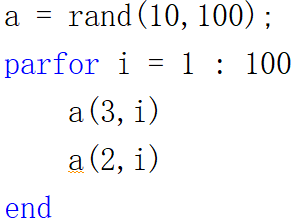 a = rand(10,100);
parfor i = 1 : 100
    a(3,i)
    a(2,i)
end